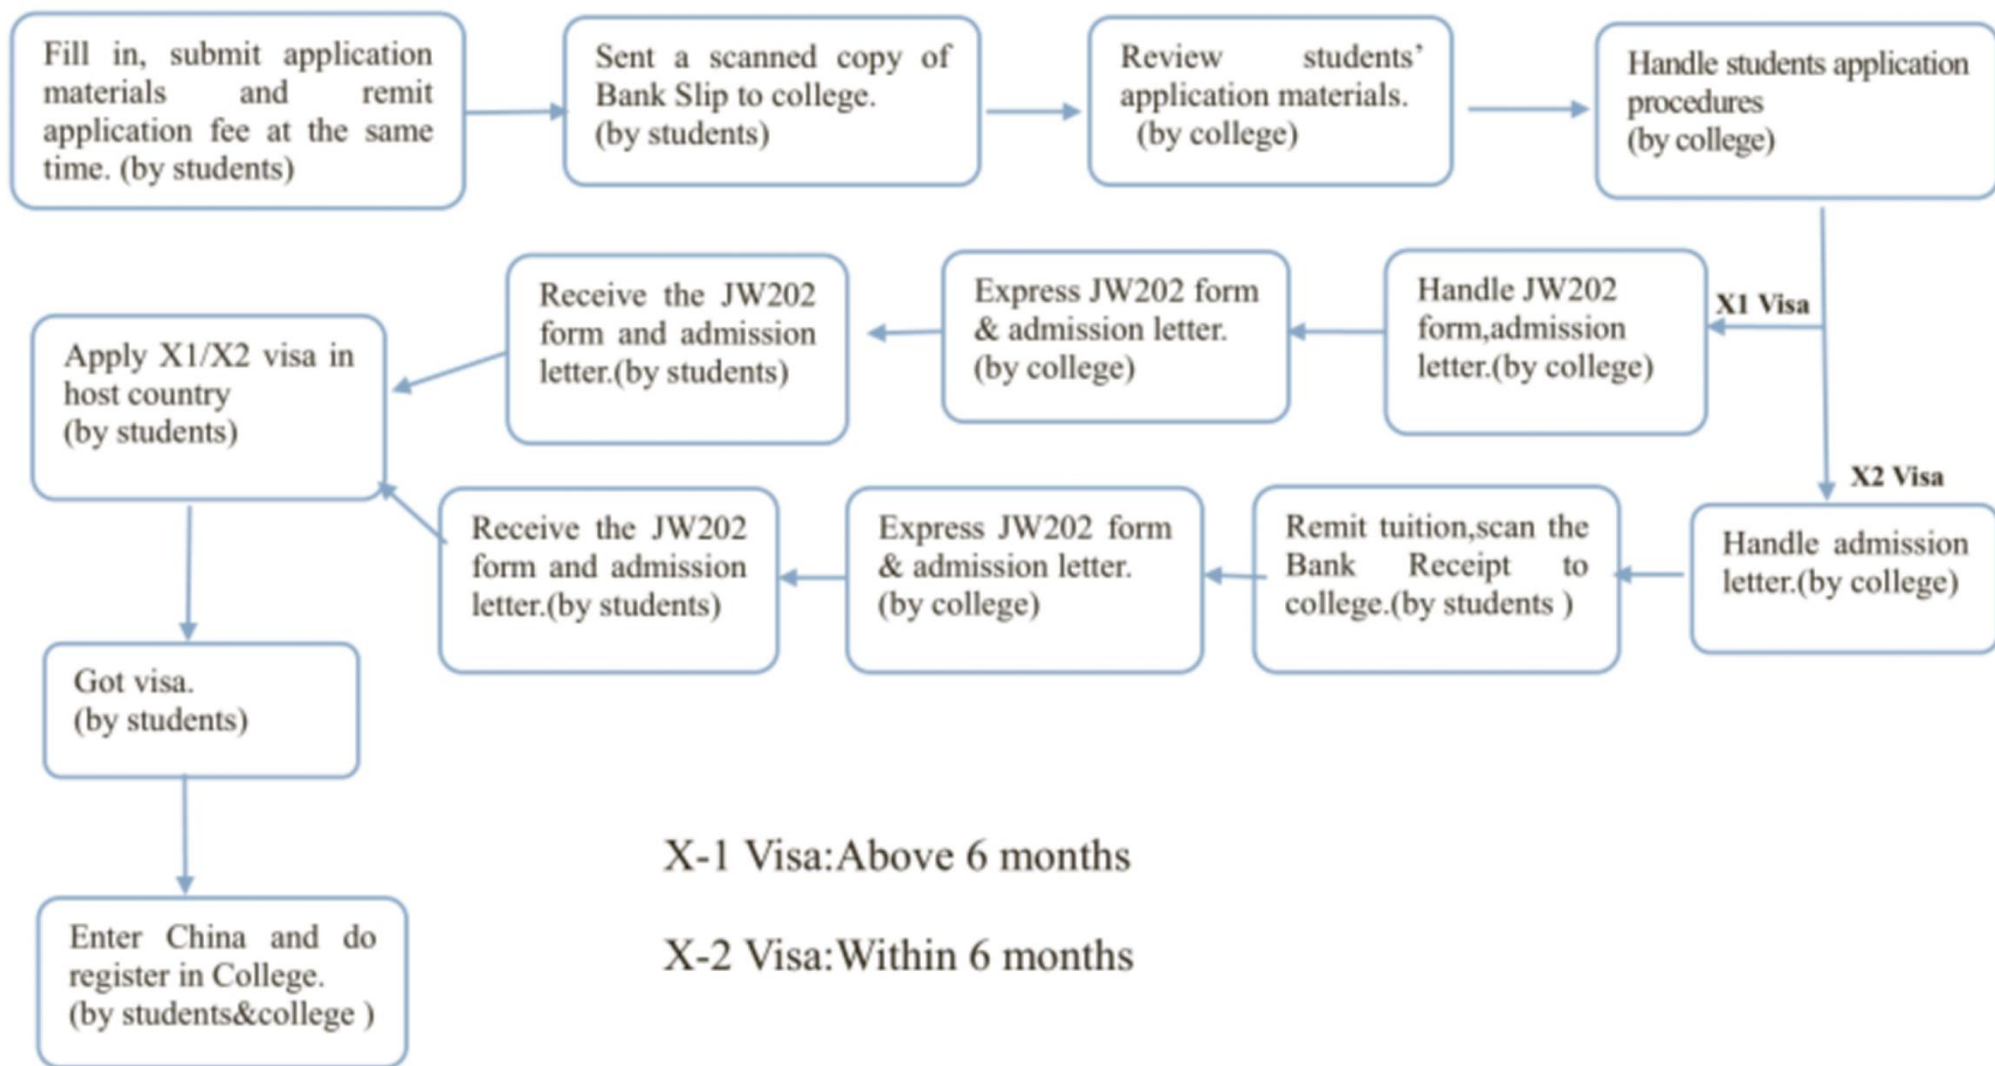 Fill in, submit application
materials and remit
application fee at the same
time. (by students)
Sent a scanned copy of
Bank Slip to college.
(by students)
Review students'
application materials.
(by college)
Handle students application
procedures
(by college)
X1 Visa
Handle JW202
form,admission
letter.(by college)
Express JW202 form
& admission letter.
(by college)
Receive the JW202
form and admission
letter.(by students)
Apply X1/X2 visa in
host country
(by students)
X2 Visa
Handle admission
letter.(by college)
Remit tuition,scan the
Bank Receipt to
college.(by students )
Express JW202 form
& admission letter.
(by college)
Receive the JW202
form and admission
letter.(by students)
Got visa.
(by students)
Enter China and do
register in College.
(by students&college )
X-1 Visa:Above 6 months
X-2 Visa:Within 6 months